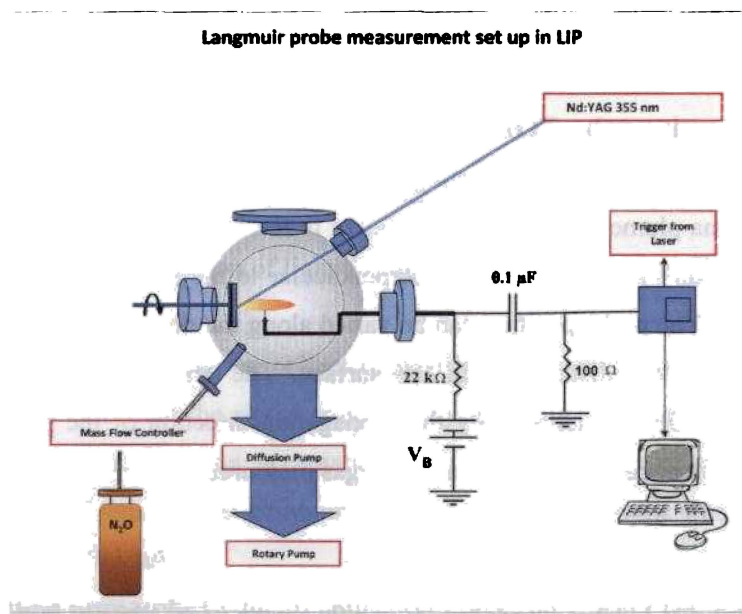 Langmuir probe measurement set up in LIP
Nd:YAG 355 nm
Trigger from
Laser
0.1 μF
22 kΩ
100 Ω
Mass Flow Controller
V_B
Diffusion Pump
N₂O
Rotary Pump